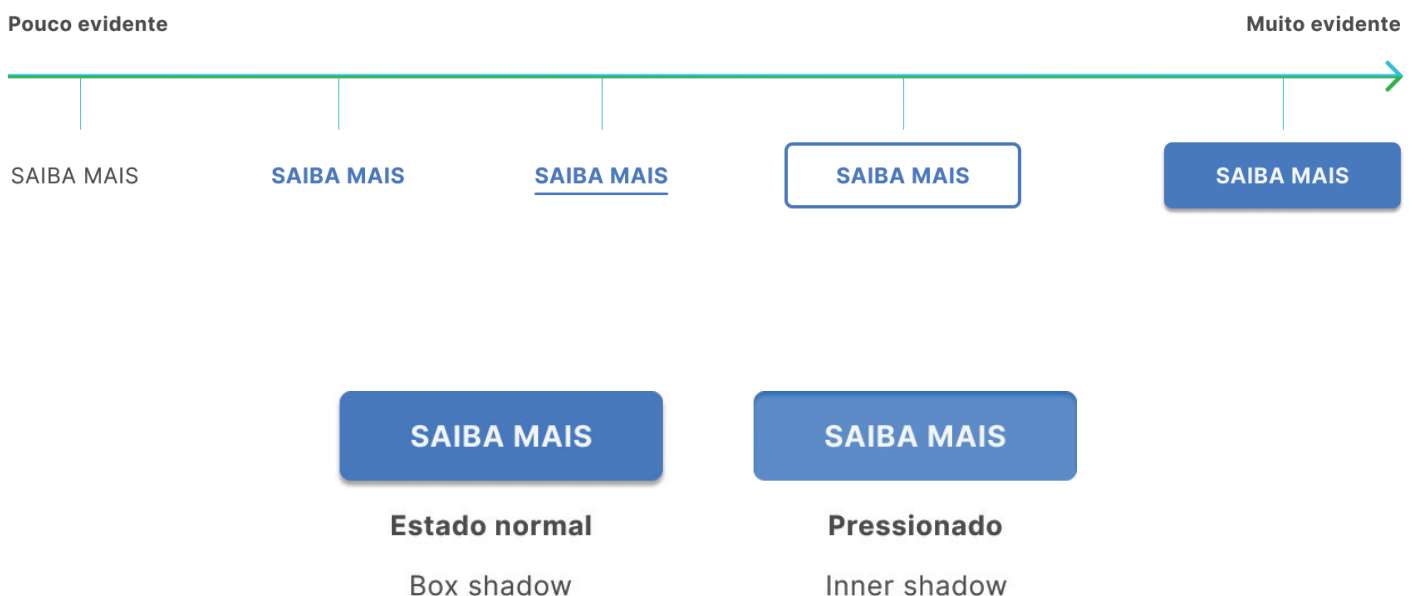 Pouco evidente Muito evidente
SAIBA MAIS SAIBA MAIS SAIBA MAIS SAIBA MAIS SAIBA MAIS
SAIBA MAIS SAIBA MAIS
Estado normal Pressionado
Box shadow Inner shadow